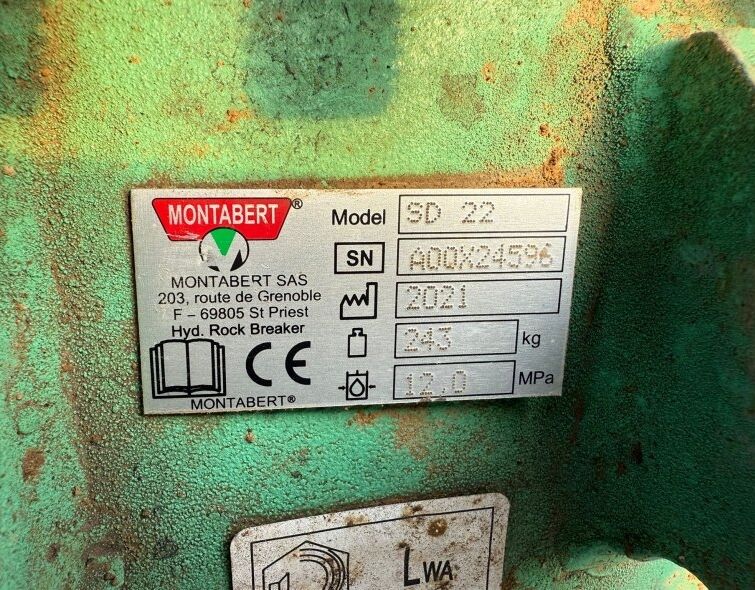 MONTABERT®
MONTABERT SAS
203, route de Grenoble
F – 69805 St Priest
Hyd. Rock Breaker
CE
MONTABERT®
Model SD 22
SN A0QX24596
2021
243 kg
12.0 MPa
LWA